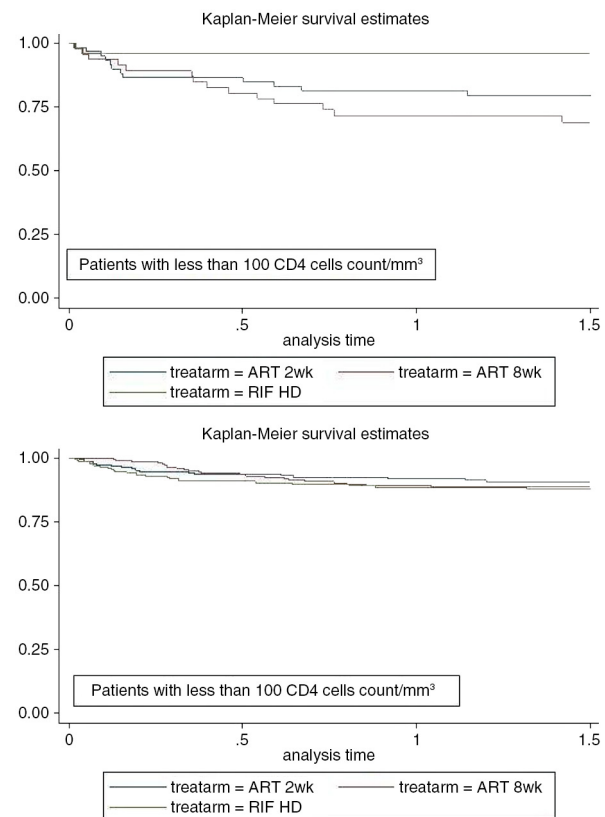 Kaplan-Meier survival estimates
1.00
0.75
0.50
0.25
0.00
Patients with less than 100 CD4 cells count/mm³
0 .5 1 1.5
analysis time
treatarm = ART 2wk treatarm = ART 8wk
treatarm = RIF HD
Kaplan-Meier survival estimates
1.00
0.75
0.50
0.25
0.00
Patients with less than 100 CD4 cells count/mm³
0 .5 1 1.5
analysis time
treatarm = ART 2wk treatarm = ART 8wk
treatarm = RIF HD